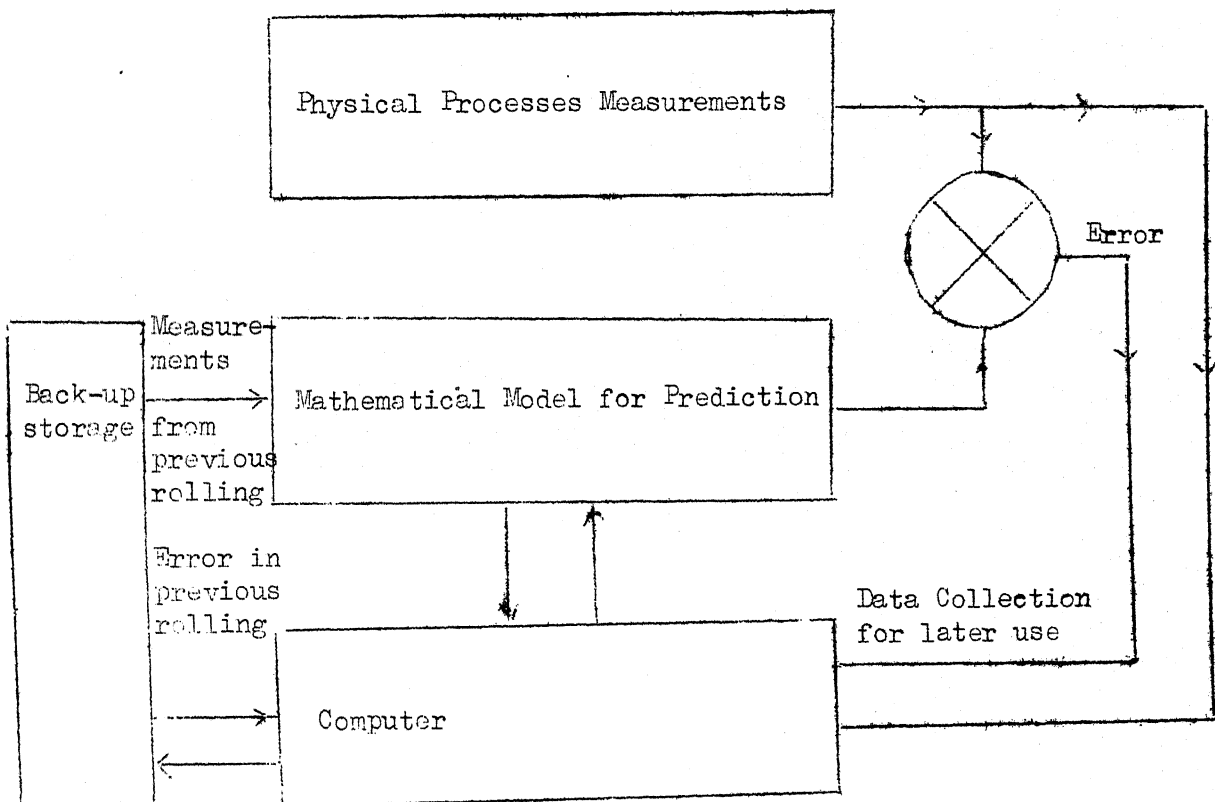 Physical Processes Measurements
Error
Measure-
ments
from
previous
rolling
Back-up
storage
Mathematical Model for Prediction
Error in
previous
rolling
Data Collection
for later use
Computer